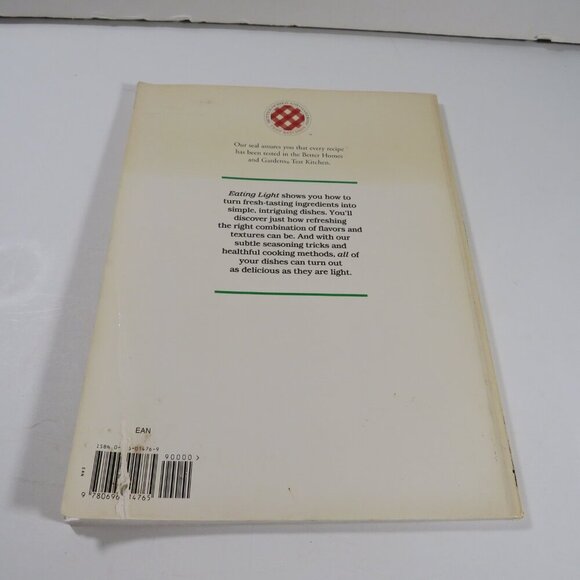 Our seal assures you that every recipe
has been tested in the Better Homes
and Gardens® Test Kitchen.
Eating Light shows you how to
turn fresh-tasting ingredients into
simple, intriguing dishes. You'll
discover just how refreshing
the right combination of flavors and
textures can be. And with our
subtle seasoning tricks and
healthful cooking methods, all of
your dishes can turn out
as delicious as they are light.
EAN
90000>
9 780696 14765